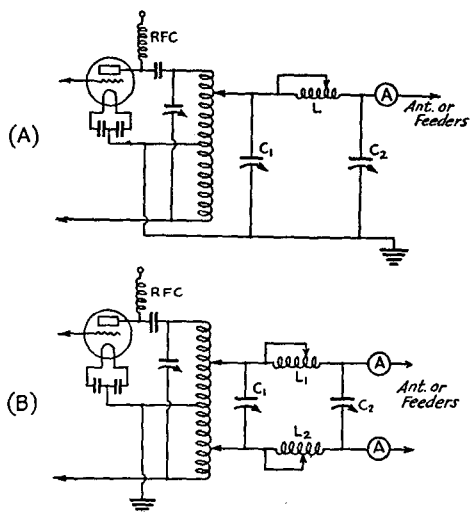 RFC
(A)
L
A
Ant. or
Feeders
C1
C2
RFC
(B)
L1
A
C1
C2
Ant. or
Feeders
L2
A